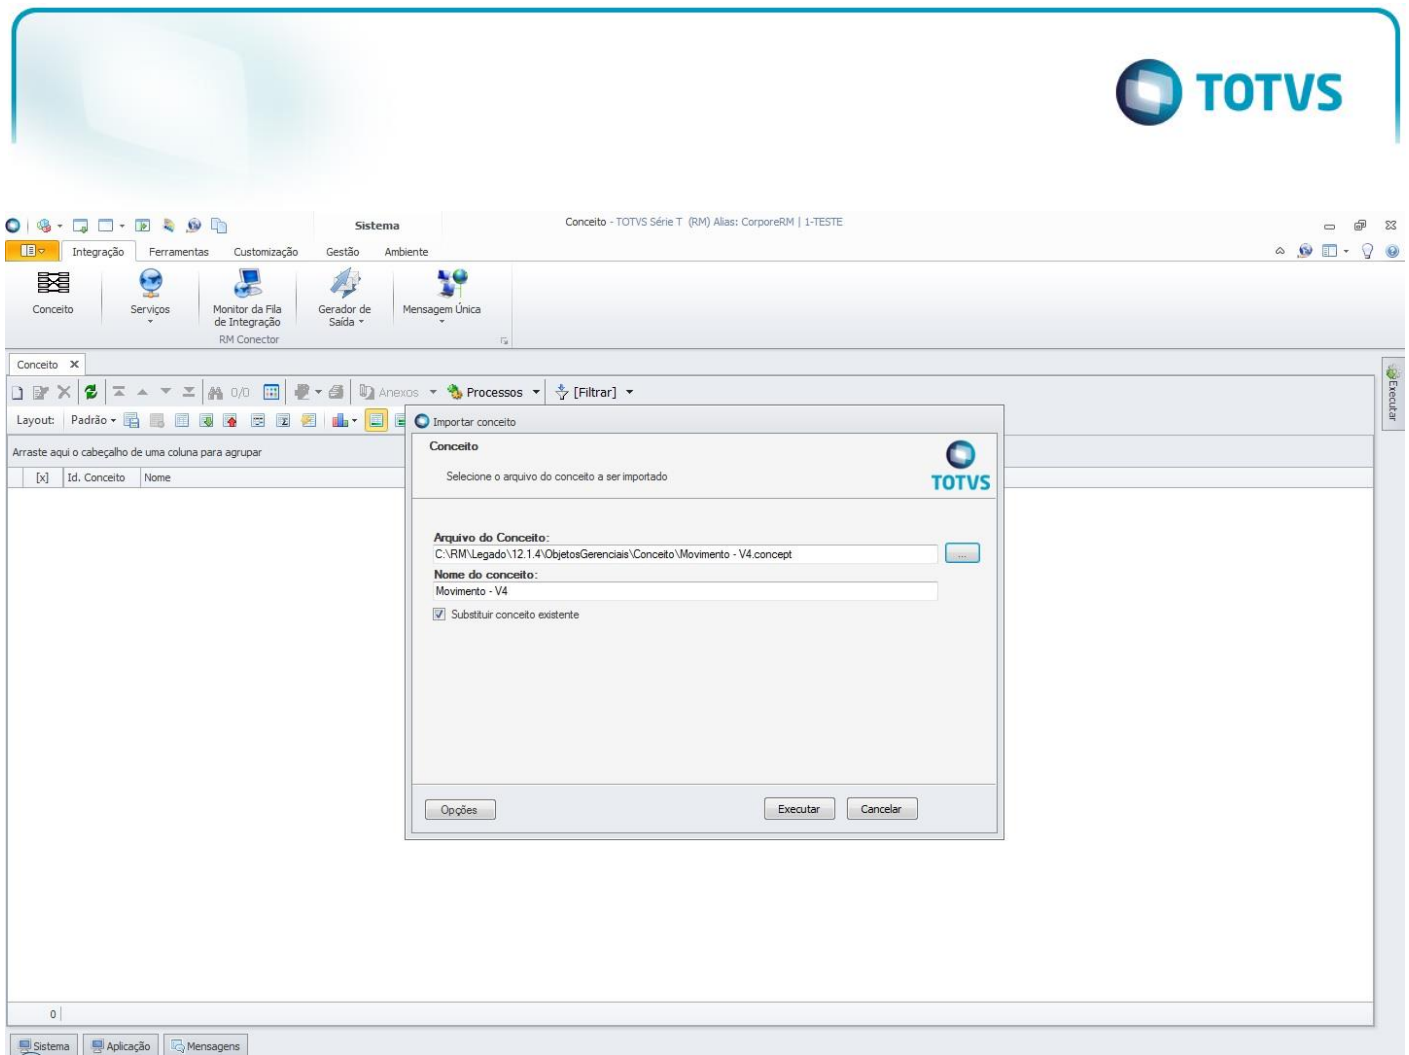 TOTVS
Sistema
Conceito - TOTVS Série T (RM) Alias: CorporeRM | 1-TESTE
Integração Ferramentas Customização Gestão Ambiente
Conceito Serviços Monitor da Fila de Integração Gerador de Saída Mensagem Única
RM Conector
Conceito
Executar
0/0 Anexos Processos [Filtrar]
Layout: Padrão
Arraste aqui o cabeçalho de uma coluna para agrupar
[x] Id. Conceito Nome
Importar conceito
Conceito
Selecione o arquivo do conceito a ser importado
TOTVS
Arquivo do Conceito:
C:\RM\Legado\12.1.4\ObjetosGerenciais\Conceito\Movimento - V4.concept
...
Nome do conceito:
Movimento - V4
Substituir conceito existente
Opções Executar Cancelar
0
Sistema Aplicação Mensagens